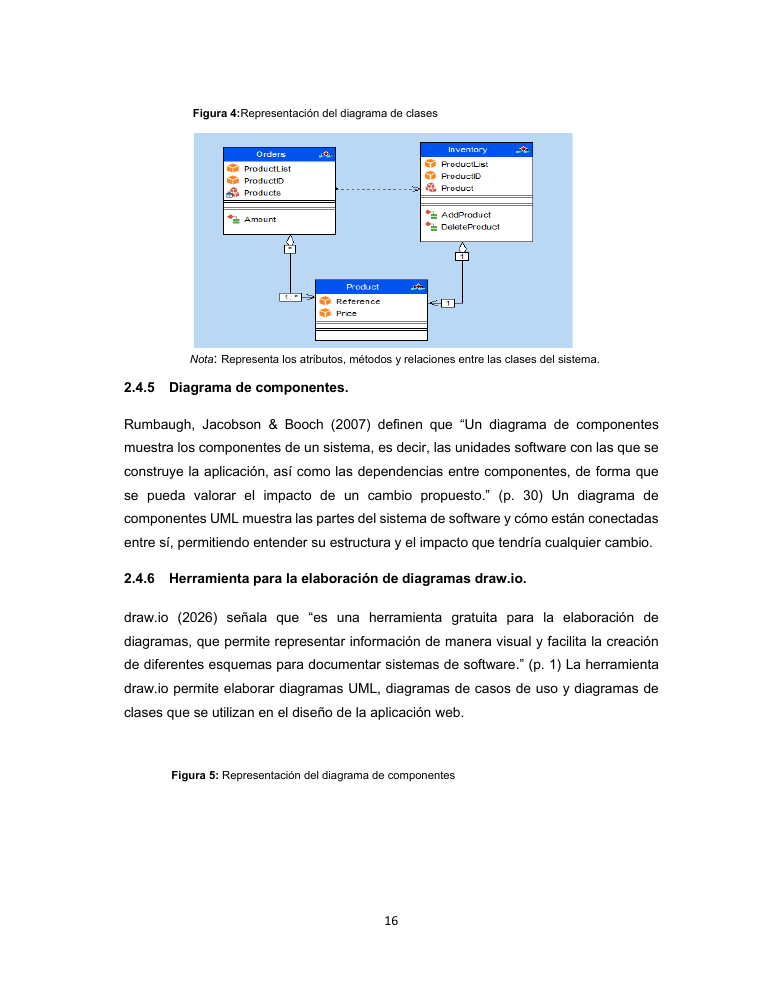 Figura 4:Representación del diagrama de clases
Orders
ProductList
ProductID
Products
Amount
Inventory
ProductList
ProductID
Product
AddProduct
DeleteProduct
*
1
1..*
1
Product
Reference
Price
Nota: Representa los atributos, métodos y relaciones entre las clases del sistema.
2.4.5 Diagrama de componentes.
Rumbaugh, Jacobson & Booch (2007) definen que “Un diagrama de componentes
muestra los componentes de un sistema, es decir, las unidades software con las que se
construye la aplicación, así como las dependencias entre componentes, de forma que
se pueda valorar el impacto de un cambio propuesto.” (p. 30) Un diagrama de
componentes UML muestra las partes del sistema de software y cómo están conectadas
entre sí, permitiendo entender su estructura y el impacto que tendría cualquier cambio.
2.4.6 Herramienta para la elaboración de diagramas draw.io.
draw.io (2026) señala que “es una herramienta gratuita para la elaboración de
diagramas, que permite representar información de manera visual y facilita la creación
de diferentes esquemas para documentar sistemas de software.” (p. 1) La herramienta
draw.io permite elaborar diagramas UML, diagramas de casos de uso y diagramas de
clases que se utilizan en el diseño de la aplicación web.
Figura 5: Representación del diagrama de componentes
16